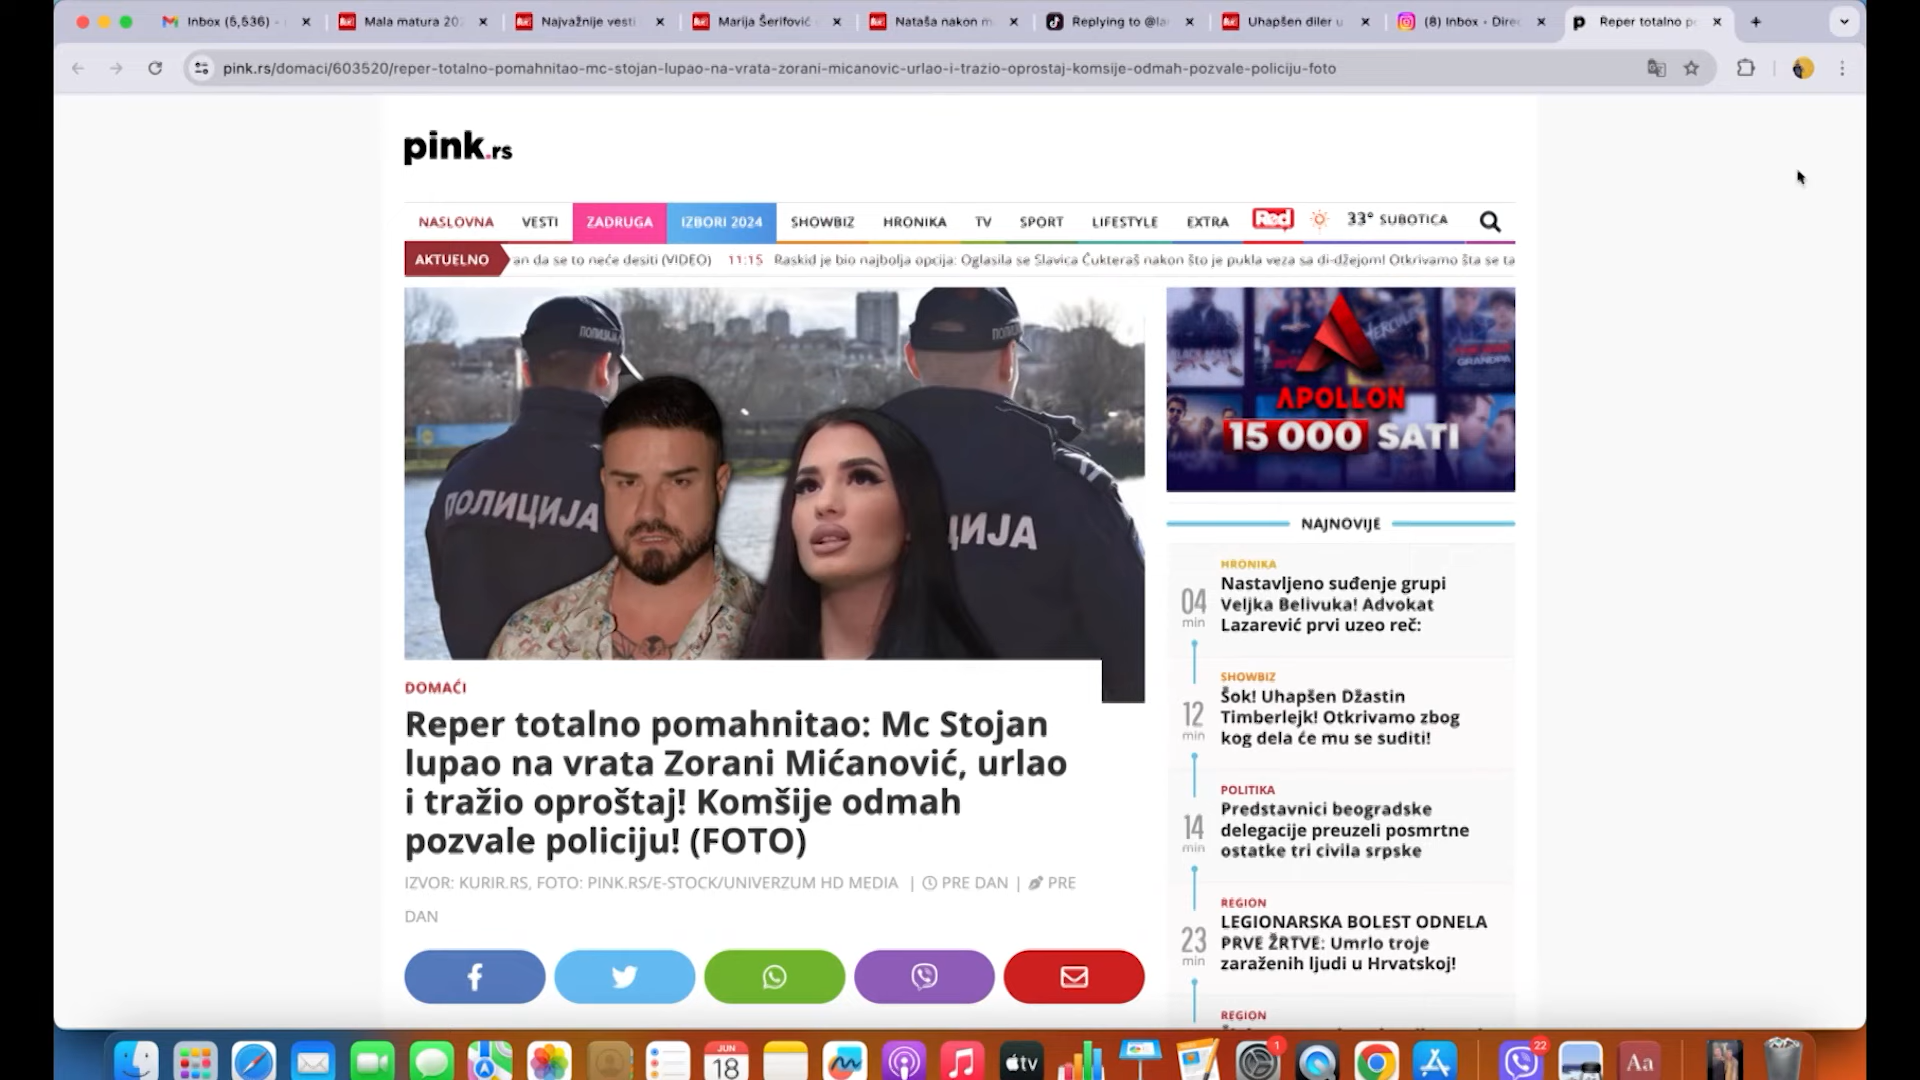 Inbox (5,536) -
Mala matura 202
Najvažnije vesti
Marija Šerifović
Nataša nakon m
Replying to @la
Uhapšen diler u
(8) Inbox • Dire
Reper totalno p
pink.rs/domaci/603520/reper-totalno-pomahnitao-mc-stojan-lupao-na-vrata-zorani-micanovic-urlao-i-trazio-oprostaj-komsije-odmah-pozvale-policiju-foto
pink.rs
NASLOVNA VESTI ZADRUGA IZBORI 2024 SHOWBIZ HRONIKA TV SPORT LIFESTYLE EXTRA Red 33° SUBOTICA
AKTUELNO an da se to neće desiti (VIDEO) 11:15 Raskid je bio najbolja opcija: Oglasila se Slavica Ćukteraš nakon što je pukla veza sa di-džejom! Otkrivamo šta se ta
ПОЛИЦИЈА
ЦИЈА
APOLLON
15 000 SATI
DOMAĆI
Reper totalno pomahnitao: Mc Stojan
lupao na vrata Zorani Mićanović, urlao
i tražio oproštaj! Komšije odmah
pozvale policiju! (FOTO)
IZVOR: KURIR.RS, FOTO: PINK.RS/E-STOCK/UNIVERZUM HD MEDIA | PRE DAN | PRE
DAN
NAJNOVIJE
HRONIKA
04 min
Nastavljeno suđenje grupi
Veljka Belivuka! Advokat
Lazarević prvi uzeo reč:
SHOWBIZ
12 min
Šok! Uhapšen Džastin
Timberlejk! Otkrivamo zbog
kog dela će mu se suditi!
POLITIKA
14 min
Predstavnici beogradske
delegacije preuzeli posmrtne
ostatke tri civila srpske
REGION
23 min
LEGIONARSKA BOLEST ODNELA
PRVE ŽRTVE: Umrlo troje
zaraženih ljudi u Hrvatskoj!
REGION
JUN
18
tv
1
22
Aa